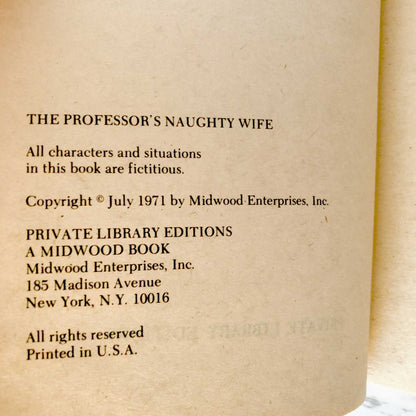 THE PROFESSOR'S NAUGHTY WIFE
All characters and situations
in this book are fictitious.
Copyright © July 1971 by Midwood Enterprises, Inc.
PRIVATE LIBRARY EDITIONS
A MIDWOOD BOOK
Midwood Enterprises, Inc.
185 Madison Avenue
New York, N.Y. 10016
All rights reserved
Printed in U.S.A.